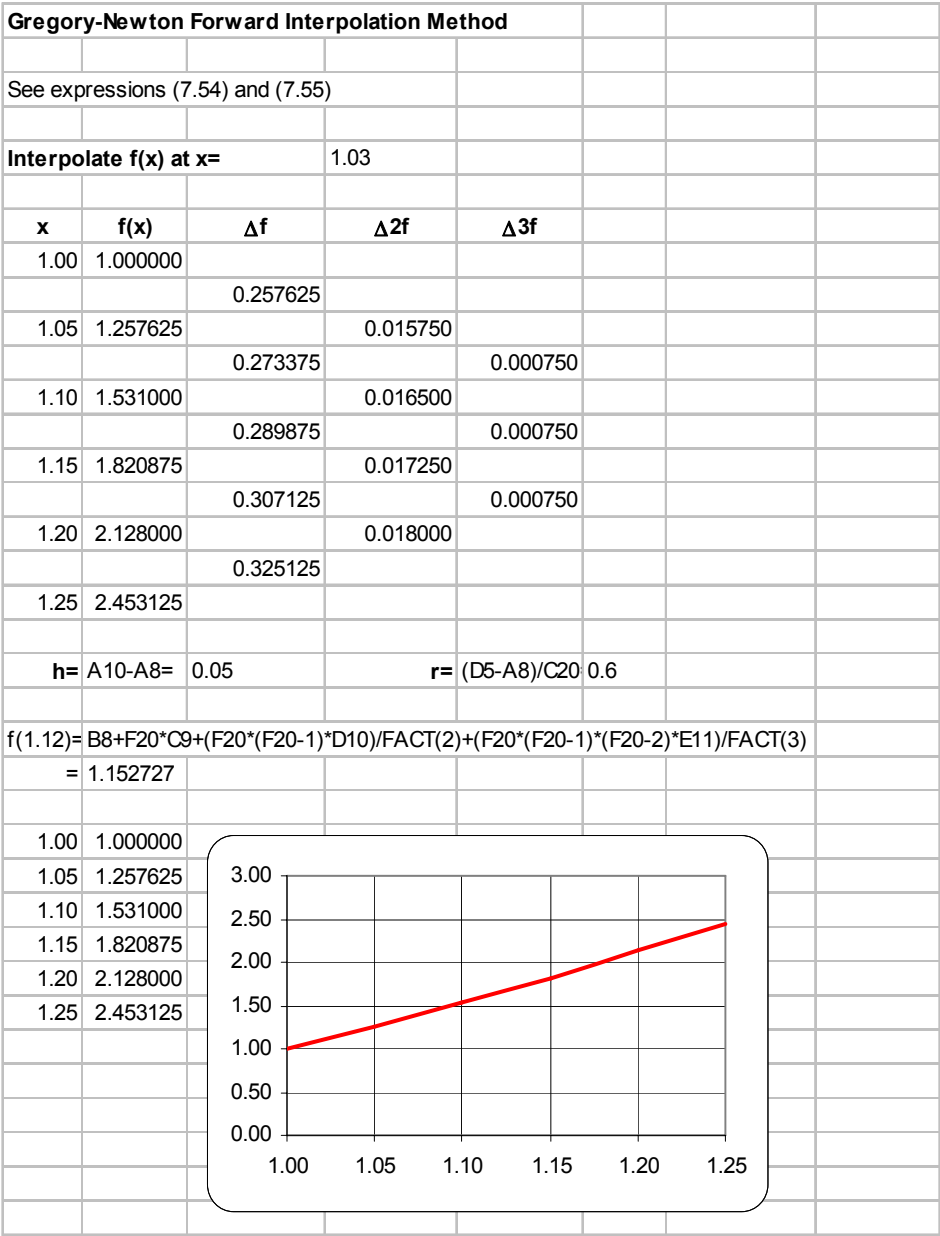 Gregory-Newton Forward Interpolation Method
See expressions (7.54) and (7.55)
Interpolate f(x) at x= 1.03
x f(x) Δf Δ2f Δ3f
1.00 1.000000
0.257625
1.05 1.257625 0.015750
0.273375 0.000750
1.10 1.531000 0.016500
0.289875 0.000750
1.15 1.820875 0.017250
0.307125 0.000750
1.20 2.128000 0.018000
0.325125
1.25 2.453125
h= A10-A8= 0.05 r= (D5-A8)/C20 0.6
f(1.12)= B8+F20*C9+(F20*(F20-1)*D10)/FACT(2)+(F20*(F20-1)*(F20-2)*E11)/FACT(3)
= 1.152727
1.00 1.000000
1.05 1.257625
1.10 1.531000
1.15 1.820875
1.20 2.128000
1.25 2.453125
3.00
2.50
2.00
1.50
1.00
0.50
0.00
1.00 1.05 1.10 1.15 1.20 1.25